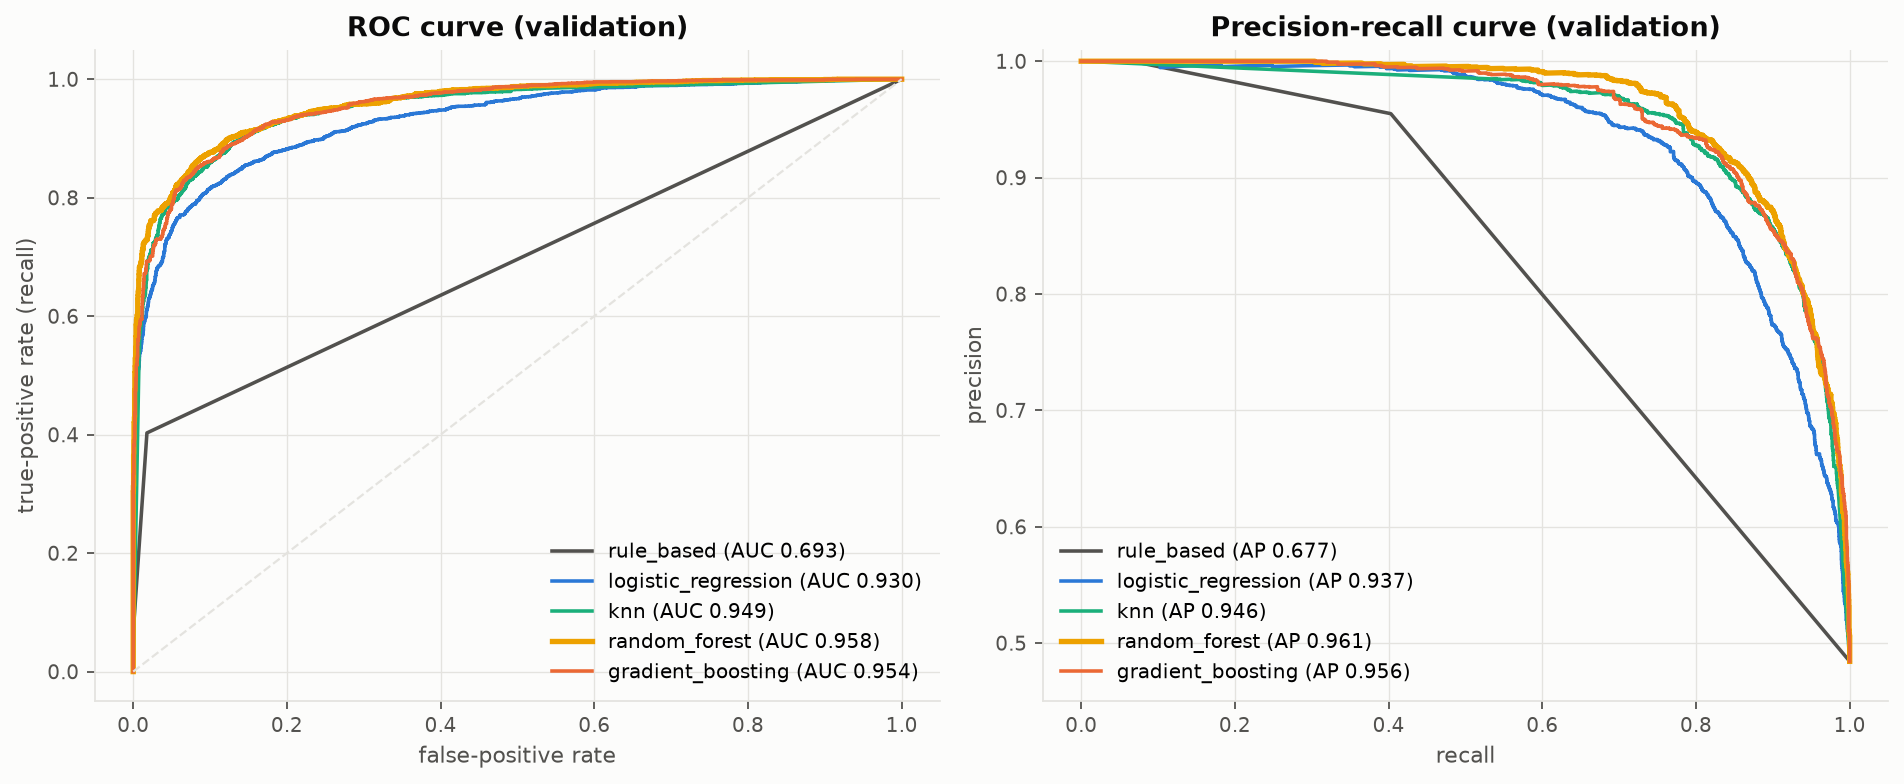 ROC curve (validation)
true-positive rate (recall)
1.0
0.8
0.6
0.4
0.2
0.0
0.0 0.2 0.4 0.6 0.8 1.0
false-positive rate
rule_based (AUC 0.693)
logistic_regression (AUC 0.930)
knn (AUC 0.949)
random_forest (AUC 0.958)
gradient_boosting (AUC 0.954)
Precision-recall curve (validation)
precision
1.0
0.9
0.8
0.7
0.6
0.5
0.0 0.2 0.4 0.6 0.8 1.0
recall
rule_based (AP 0.677)
logistic_regression (AP 0.937)
knn (AP 0.946)
random_forest (AP 0.961)
gradient_boosting (AP 0.956)